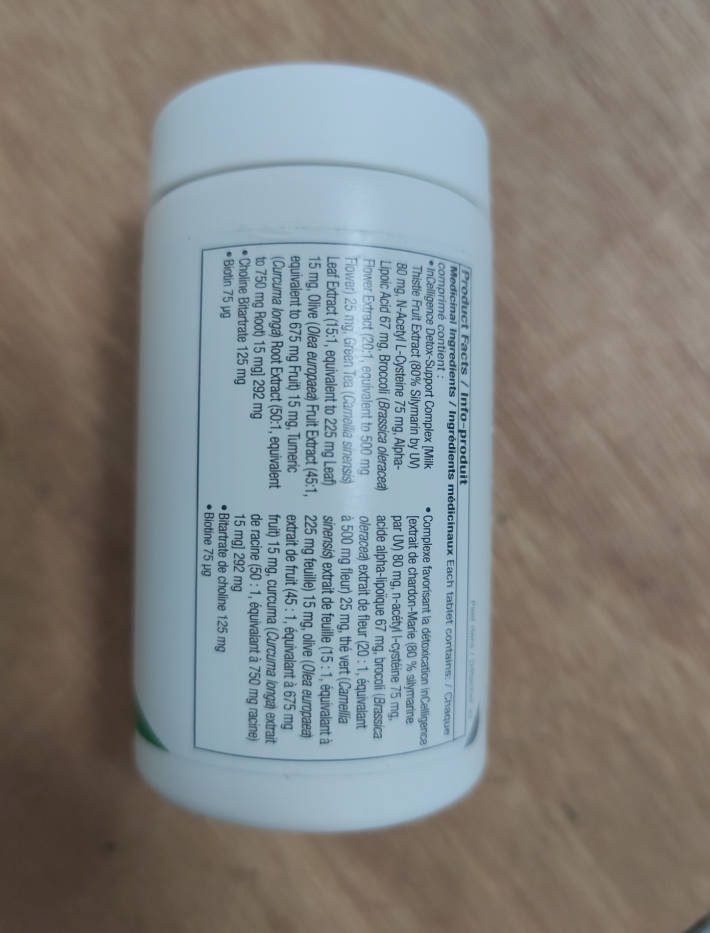 Product Facts / Info-produit
Medicinal Ingredients / Ingrédients médicinaux Each tablet contains: / Chaque
comprimé contient :
• InCelligence Detox-Support Complex [Milk
Thistle Fruit Extract (80% Silymarin by UV)
80 mg, N-Acetyl L-Cysteine 75 mg, Alpha-
Lipoic Acid 67 mg, Broccoli (Brassica oleracea)
Flower Extract (20:1, equivalent to 500 mg
Flower) 25 mg, Green Tea (Camellia sinensis)
Leaf Extract (15:1, equivalent to 225 mg Leaf)
15 mg, Olive (Olea europaea) Fruit Extract (45:1,
equivalent to 675 mg Fruit) 15 mg, Tumeric
(Curcuma longa) Root Extract (50:1, equivalent
to 750 mg Root) 15 mg] 292 mg
• Choline Bitartrate 125 mg
• Biotin 75 µg
• Complexe favorisant la détoxication InCelligence
[extrait de chardon-Marie (80 % silymarine
par UV) 80 mg, n-acétyl l-cystéine 75 mg,
acide alpha-lipoïque 67 mg, brocoli (Brassica
oleracea) extrait de fleur (20 : 1, équivalant
à 500 mg fleur) 25 mg, thé vert (Camellia
sinensis) extrait de feuille (15 : 1, équivalant à
225 mg feuille) 15 mg, olive (Olea europaea)
extrait de fruit (45 : 1, équivalant à 675 mg
fruit) 15 mg, curcuma (Curcuma longa) extrait
de racine (50 : 1, équivalant à 750 mg racine)
15 mg] 292 mg
• Bitartrate de choline 125 mg
• Biotine 75 µg